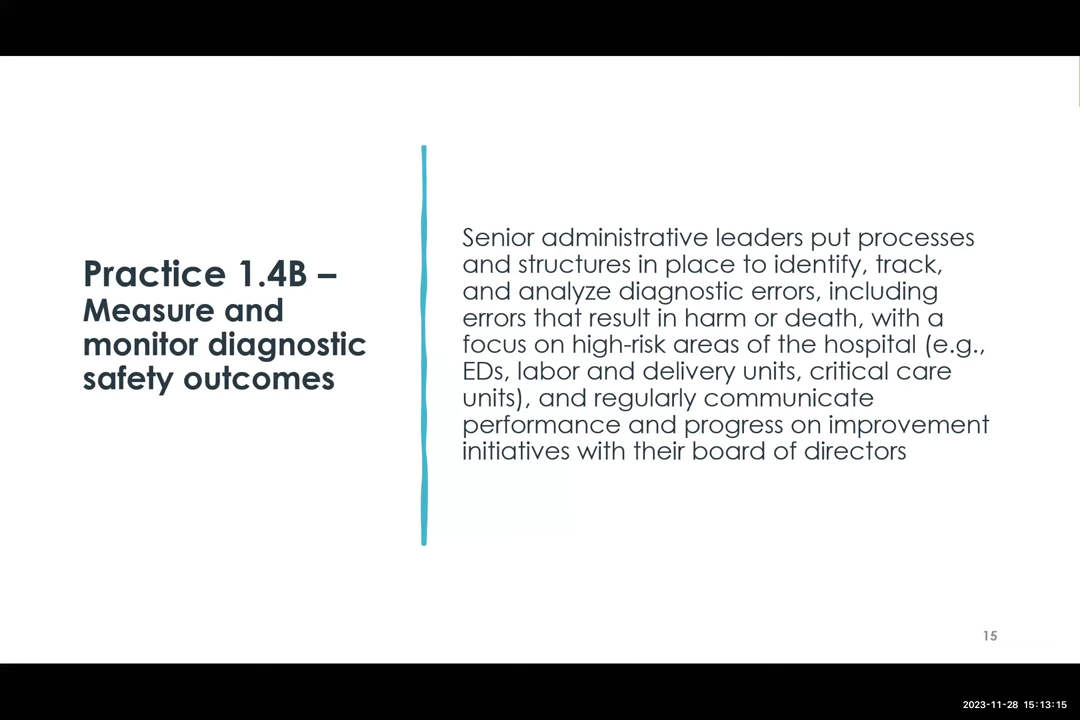 Practice 1.4B –
Measure and
monitor diagnostic
safety outcomes
Senior administrative leaders put processes
and structures in place to identify, track,
and analyze diagnostic errors, including
errors that result in harm or death, with a
focus on high-risk areas of the hospital (e.g.,
EDs, labor and delivery units, critical care
units), and regularly communicate
performance and progress on improvement
initiatives with their board of directors
15
2023-11-28 15:13:15